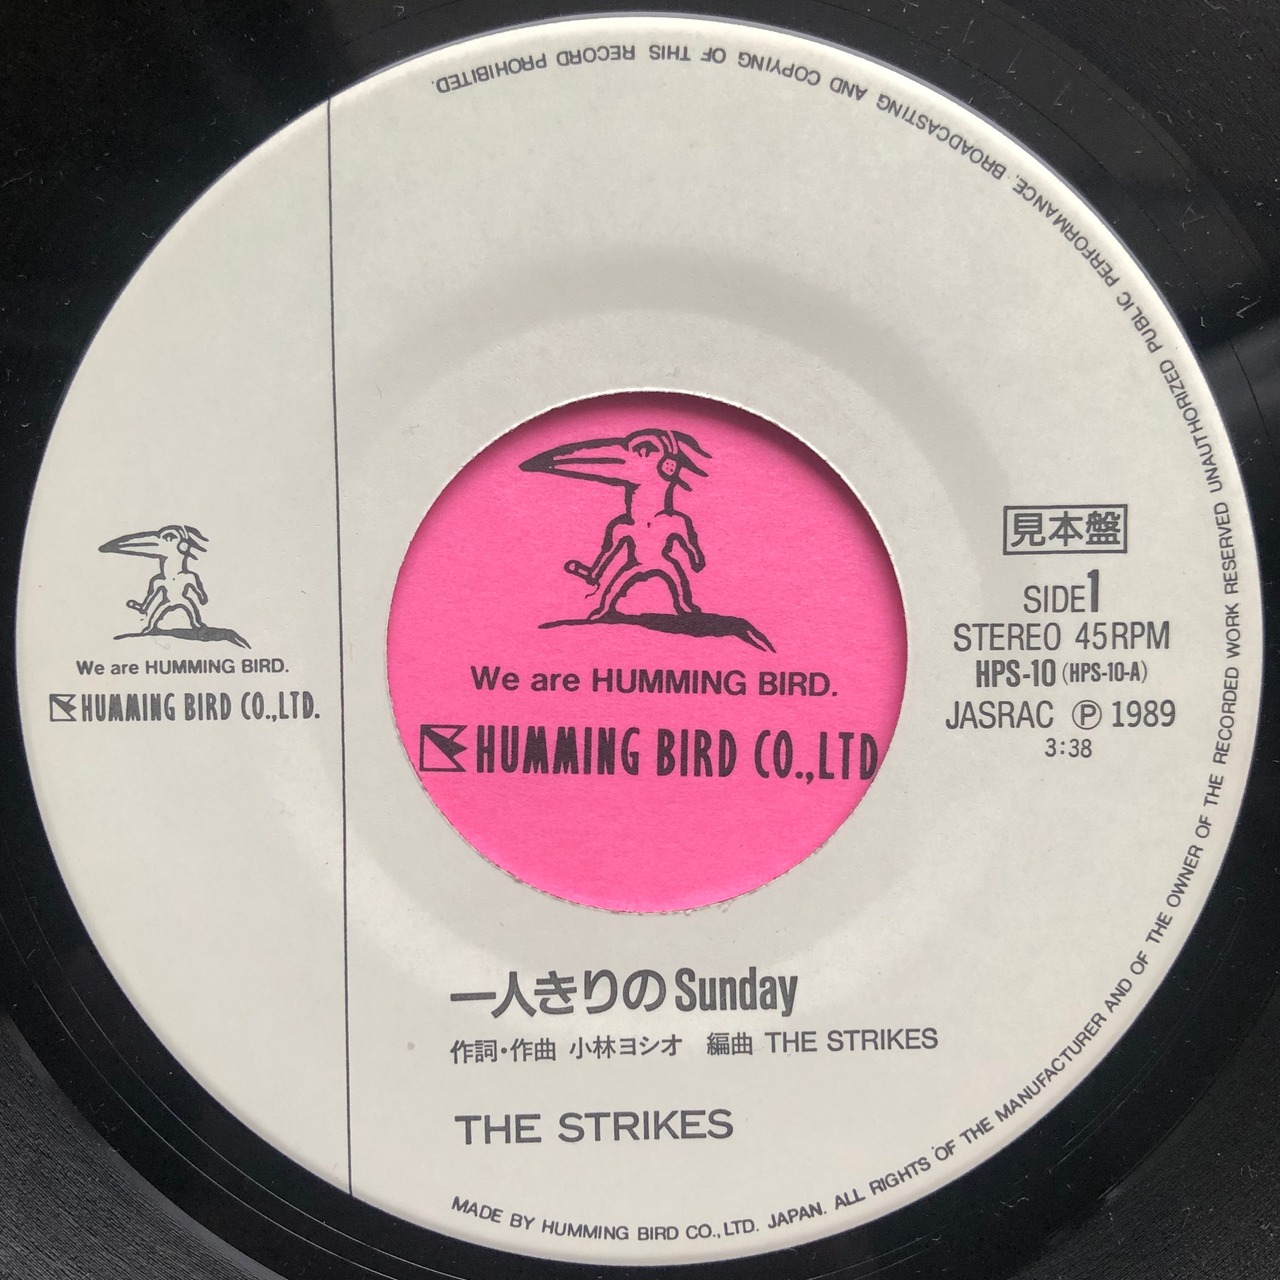 We are HUMMING BIRD.
HUMMING BIRD CO.,LTD.
We are HUMMING BIRD.
HUMMING BIRD CO.,LTD
見本盤
SIDE1
STEREO 45RPM
HPS-10 (HPS-10-A)
JASRAC Ⓟ 1989
3:38
一人きりのSunday
作詞・作曲 小林ヨシオ 編曲 THE STRIKES
THE STRIKES
MADE BY HUMMING BIRD CO., LTD. JAPAN. ALL RIGHTS OF THE MANUFACTURER AND OF THE OWNER OF THE RECORDED WORK RESERVED UNAUTHORIZED PUBLIC PERFORMANCE, BROADCASTING AND COPYING OF THIS RECORD PROHIBITED.